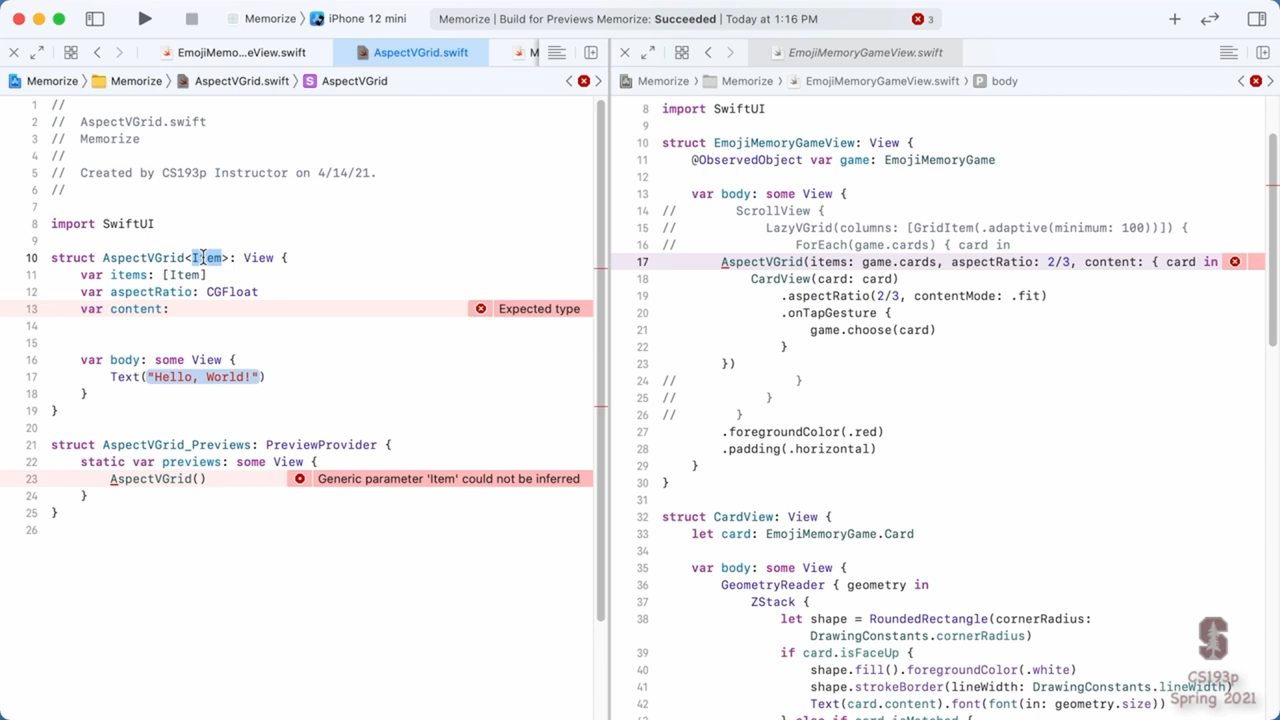 Memorize 〉 iPhone 12 mini
Memorize | Build for Previews Memorize: Succeeded | Today at 1:16 PM
3
EmojiMemo...eView.swift
AspectVGrid.swift
M
EmojiMemoryGameView.swift
Memorize 〉 Memorize 〉 AspectVGrid.swift 〉 S AspectVGrid
Memorize 〉 Memorize 〉 EmojiMemoryGameView.swift 〉 P body
1 //
2 //  AspectVGrid.swift
3 //  Memorize
4 //
5 //  Created by CS193p Instructor on 4/14/21.
6 //
7
8 import SwiftUI
9
10 struct AspectVGrid<Item>: View {
11     var items: [Item]
12     var aspectRatio: CGFloat
13     var content:
Expected type
14
15
16     var body: some View {
17         Text("Hello, World!")
18     }
19 }
20
21 struct AspectVGrid_Previews: PreviewProvider {
22     static var previews: some View {
23         AspectVGrid()
Generic parameter 'Item' could not be inferred
24     }
25 }
26
8 import SwiftUI
9
10 struct EmojiMemoryGameView: View {
11     @ObservedObject var game: EmojiMemoryGame
12
13     var body: some View {
14 //        ScrollView {
15 //            LazyVGrid(columns: [GridItem(.adaptive(minimum: 100))]) {
16 //                ForEach(game.cards) { card in
17         AspectVGrid(items: game.cards, aspectRatio: 2/3, content: { card in
18             CardView(card: card)
19                 .aspectRatio(2/3, contentMode: .fit)
20                 .onTapGesture {
21                     game.choose(card)
22                 }
23         })
24 //                }
25 //            }
26 //        }
27         .foregroundColor(.red)
28         .padding(.horizontal)
29     }
30 }
31
32 struct CardView: View {
33     let card: EmojiMemoryGame.Card
34
35     var body: some View {
36         GeometryReader { geometry in
37             ZStack {
38                 let shape = RoundedRectangle(cornerRadius:
DrawingConstants.cornerRadius)
39                 if card.isFaceUp {
40                     shape.fill().foregroundColor(.white)
41                     shape.strokeBorder(lineWidth: DrawingConstants.lineWidth)
42                     Text(card.content).font(font(in: geometry.size))
} else if card.isMatched {
S
CS193p
Spring 2021